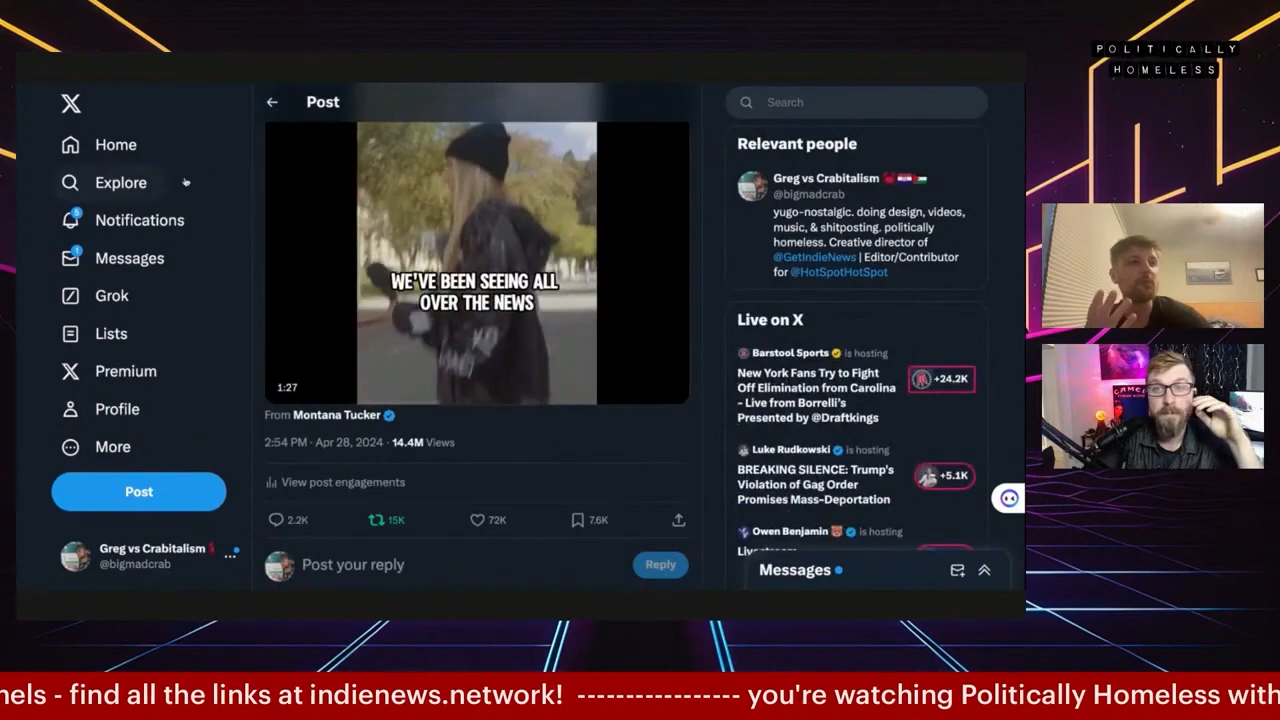 POLITICALLY
HOMELESS
X
Home
Explore
5
Notifications
1
Messages
Grok
Lists
Premium
Profile
More
Post
Greg vs Crabitalism
@bigmadcrab
Post
WE'VE BEEN SEEING ALL
OVER THE NEWS
1:27
From Montana Tucker
2:54 PM · Apr 28, 2024 · 14.4M Views
View post engagements
2.2K
15K
72K
7.6K
Post your reply
Reply
Search
Relevant people
Greg vs Crabitalism
@bigmadcrab
yugo-nostalgic. doing design, videos,
music, & shitposting. politically
homeless. Creative director of
@GetIndieNews | Editor/Contributor
for @HotSpotHotSpot
Live on X
Barstool Sports is hosting
New York Fans Try to Fight
Off Elimination from Carolina
- Live from Borrelli's
Presented by @Draftkings
+24.2K
Luke Rudkowski is hosting
BREAKING SILENCE: Trump's
Violation of Gag Order
Promises Mass-Deportation
+5.1K
Owen Benjamin is hosting
Messages
nels - find all the links at indienews.network! ---------------- you're watching Politically Homeless with